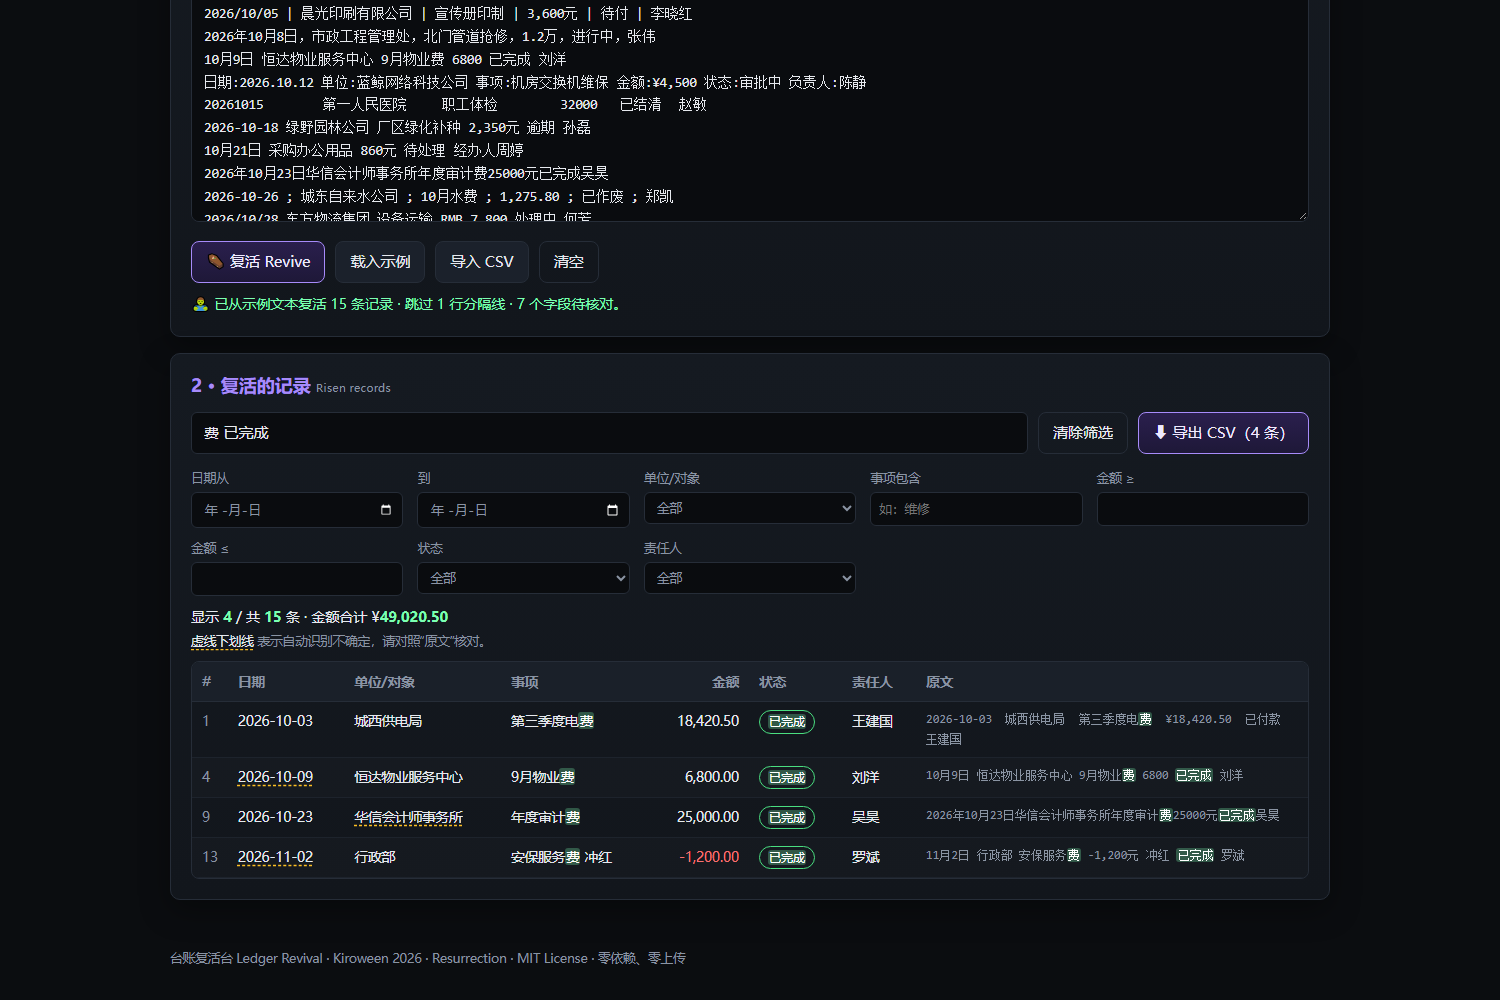 2026/10/05 | 晨光印刷有限公司 | 宣传册印制 | 3,600元 | 待付 | 李晓红
2026年10月8日，市政工程管理处，北门管道抢修，1.2万，进行中，张伟
10月9日 恒达物业服务中心 9月物业费 6800 已完成 刘洋
日期:2026.10.12 单位:蓝鲸网络科技公司 事项:机房交换机维保 金额:¥4,500 状态:审批中 负责人:陈静
20261015 第一人民医院 职工体检 32000 已结清 赵敏
2026-10-18 绿野园林公司 厂区绿化补种 2,350元 逾期 孙磊
10月21日 采购办公用品 860元 待处理 经办人周婷
2026年10月23日华信会计师事务所年度审计费25000元已完成吴昊
2026-10-26 ; 城东自来水公司 ; 10月水费 ; 1,275.80 ; 已作废 ; 郑凯
2026/10/28 东方物流集团 设备运输 RMB 7,800 处理中 何芳
复活 Revive
载入示例
导入 CSV
清空
已从示例文本复活 15 条记录 · 跳过 1 行分隔线 · 7 个字段待核对。
2 • 复活的记录 Risen records
费 已完成
清除筛选
⬇ 导出 CSV（4 条）
日期从 到 单位/对象 事项包含 金额 ≥
年 -月-日 年 -月-日 全部 如：维修
金额 ≤ 状态 责任人
全部 全部
显示 4 / 共 15 条 · 金额合计 ¥49,020.50
虚线下划线 表示自动识别不确定，请对照“原文”核对。
# 日期 单位/对象 事项 金额 状态 责任人 原文
1 2026-10-03 城西供电局 第三季度电费 18,420.50 已完成 王建国 2026-10-03 城西供电局 第三季度电费 ¥18,420.50 已付款
王建国
4 2026-10-09 恒达物业服务中心 9月物业费 6,800.00 已完成 刘洋 10月9日 恒达物业服务中心 9月物业费 6800 已完成 刘洋
9 2026-10-23 华信会计师事务所 年度审计费 25,000.00 已完成 吴昊 2026年10月23日华信会计师事务所年度审计费25000元已完成吴昊
13 2026-11-02 行政部 安保服务费 冲红 -1,200.00 已完成 罗斌 11月2日 行政部 安保服务费 -1,200元 冲红 已完成 罗斌
台账复活台 Ledger Revival · Kiroween 2026 · Resurrection · MIT License · 零依赖、零上传